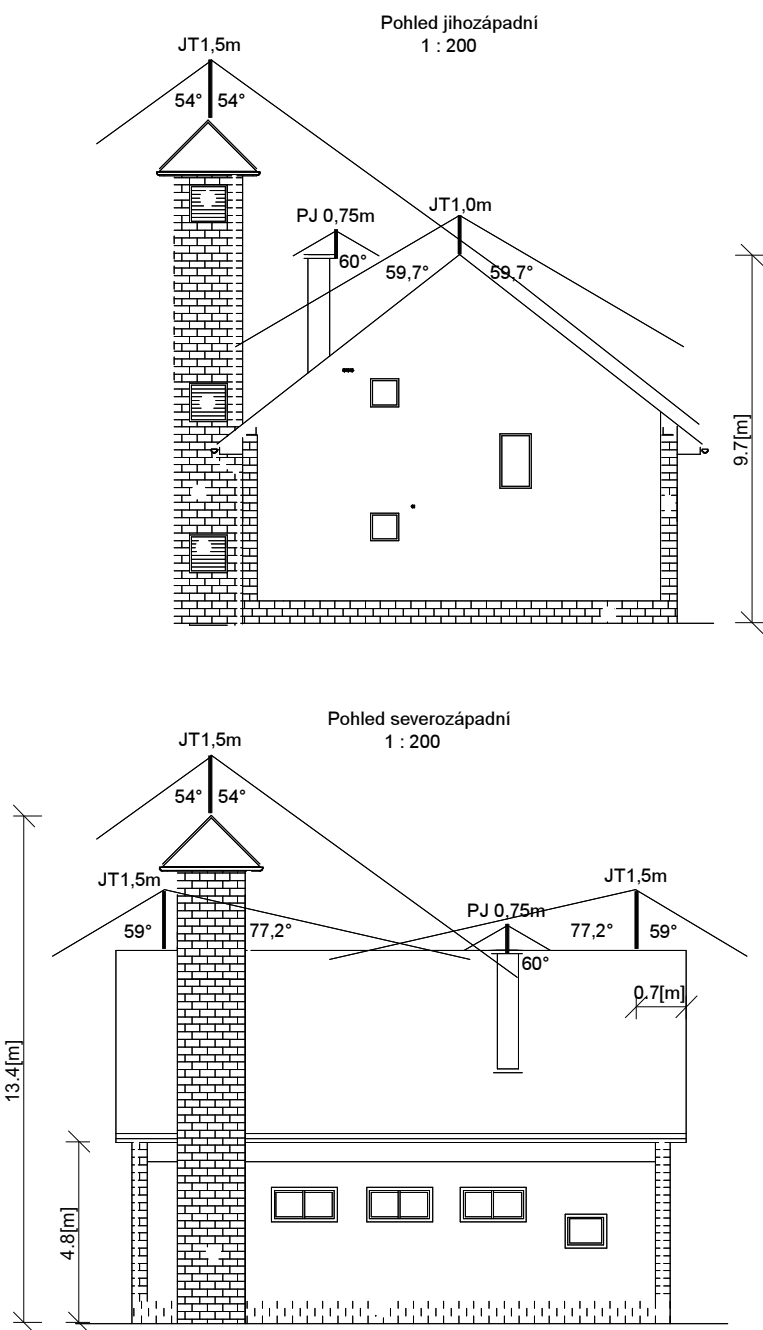 Pohled jihozápadní
1 : 200
JT1,5m
54° 54°
PJ 0,75m
60°
JT1,0m
59,7° 59,7°
9.7[m]
Pohled severozápadní
1 : 200
JT1,5m
54° 54°
JT1,5m
59° 77,2°
PJ 0,75m
60°
JT1,5m
77,2° 59°
0.7[m]
13.4[m]
4.8[m]